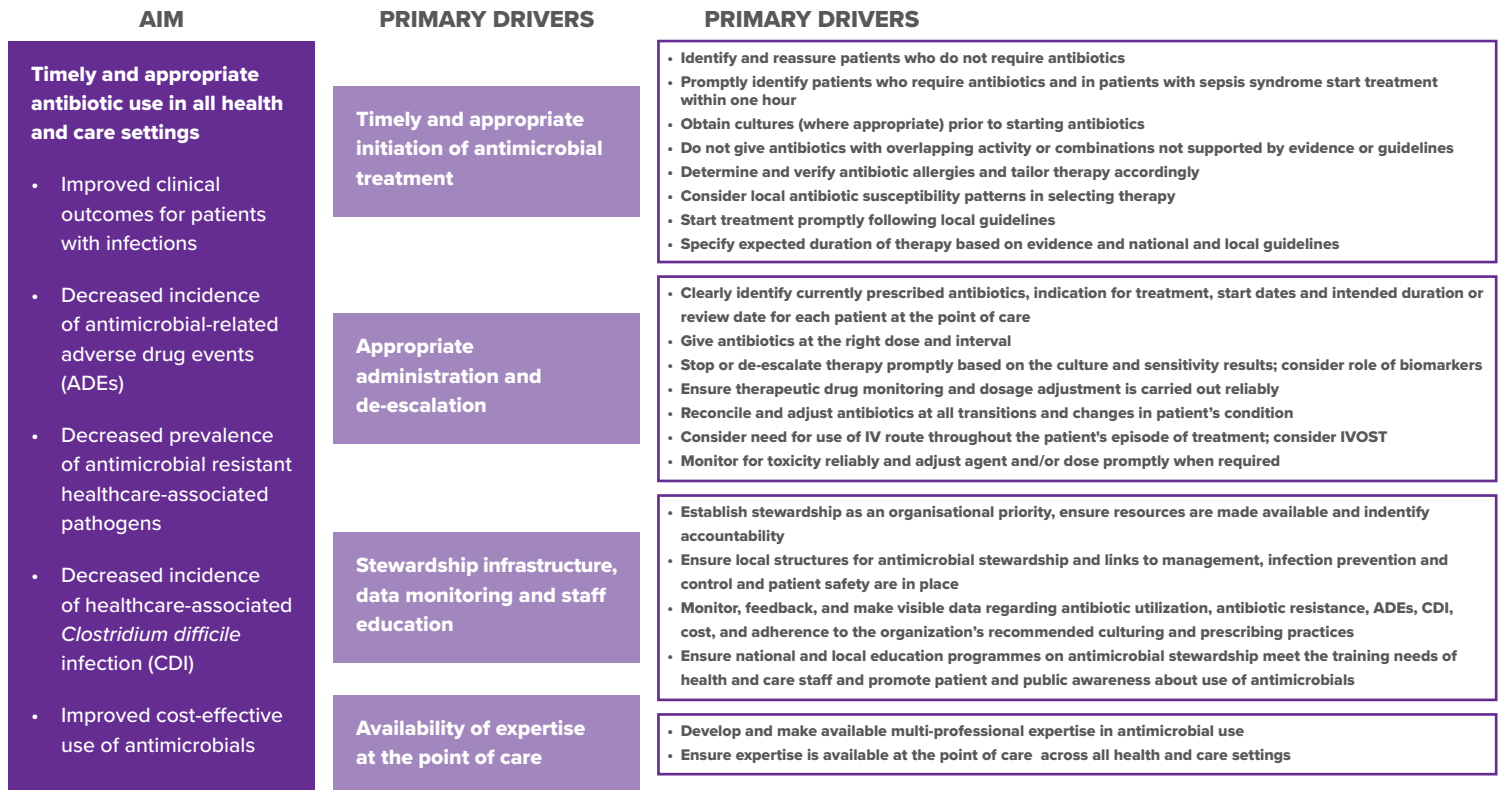 AIM
PRIMARY DRIVERS
PRIMARY DRIVERS
Timely and appropriate
antibiotic use in all health
and care settings
• Improved clinical
outcomes for patients
with infections
• Decreased incidence
of antimicrobial-related
adverse drug events
(ADEs)
• Decreased prevalence
of antimicrobial resistant
healthcare-associated
pathogens
• Decreased incidence
of healthcare-associated
Clostridium difficile
infection (CDI)
• Improved cost-effective
use of antimicrobials
Timely and appropriate
initiation of antimicrobial
treatment
• Identify and reassure patients who do not require antibiotics
• Promptly identify patients who require antibiotics and in patients with sepsis syndrome start treatment
within one hour
• Obtain cultures (where appropriate) prior to starting antibiotics
• Do not give antibiotics with overlapping activity or combinations not supported by evidence or guidelines
• Determine and verify antibiotic allergies and tailor therapy accordingly
• Consider local antibiotic susceptibility patterns in selecting therapy
• Start treatment promptly following local guidelines
• Specify expected duration of therapy based on evidence and national and local guidelines
Appropriate
administration and
de-escalation
• Clearly identify currently prescribed antibiotics, indication for treatment, start dates and intended duration or
review date for each patient at the point of care
• Give antibiotics at the right dose and interval
• Stop or de-escalate therapy promptly based on the culture and sensitivity results; consider role of biomarkers
• Ensure therapeutic drug monitoring and dosage adjustment is carried out reliably
• Reconcile and adjust antibiotics at all transitions and changes in patient's condition
• Consider need for use of IV route throughout the patient's episode of treatment; consider IVOST
• Monitor for toxicity reliably and adjust agent and/or dose promptly when required
Stewardship infrastructure,
data monitoring and staff
education
• Establish stewardship as an organisational priority, ensure resources are made available and indentify
accountability
• Ensure local structures for antimicrobial stewardship and links to management, infection prevention and
control and patient safety are in place
• Monitor, feedback, and make visible data regarding antibiotic utilization, antibiotic resistance, ADEs, CDI,
cost, and adherence to the organization's recommended culturing and prescribing practices
• Ensure national and local education programmes on antimicrobial stewardship meet the training needs of
health and care staff and promote patient and public awareness about use of antimicrobials
Availability of expertise
at the point of care
• Develop and make available multi-professional expertise in antimicrobial use
• Ensure expertise is available at the point of care across all health and care settings